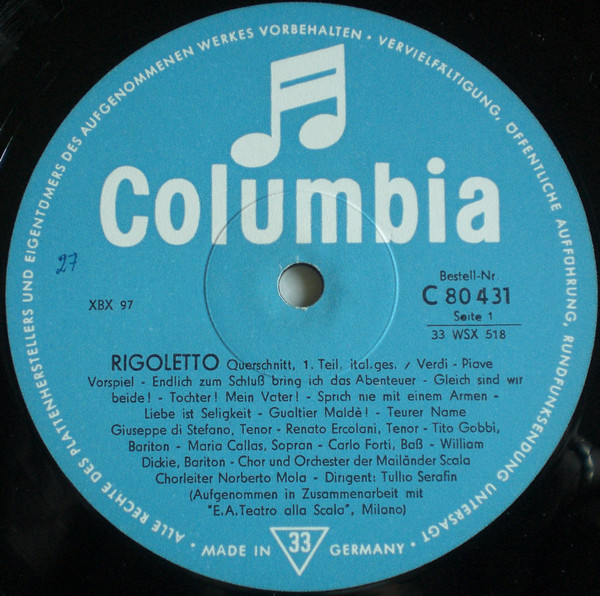 ALLE RECHTE DES PLATTENHERSTELLERS UND EIGENTÜMERS DES AUFGENOMMENEN WERKES VORBEHALTEN • VERVIELFÄLTIGUNG, ÖFFENTLICHE AUFFÜHRUNG, RUNDFUNKSENDUNG UNTERSAGT •
Columbia
27
XBX 97
Bestell-Nr.
C 80 431
Seite 1
33 WSX 518
RIGOLETTO Querschnitt, 1. Teil, ital.ges. / Verdi - Piave
Vorspiel - Endlich zum Schluß bring ich das Abenteuer - Gleich sind wir
beide! - Tochter! Mein Vater! - Sprich nie mit einem Armen -
Liebe ist Seligkeit - Gualtier Maldè! - Teurer Name
Giuseppe di Stefano, Tenor - Renato Ercolani, Tenor - Tito Gobbi,
Bariton - Maria Callas, Sopran - Carlo Forti, Baß - William
Dickie, Bariton - Chor und Orchester der Mailänder Scala
Chorleiter Norberto Mola - Dirigent: Tullio Serafin
(Aufgenommen in Zusammenarbeit mit
"E.A.Teatro alla Scala", Milano)
MADE IN 33 GERMANY